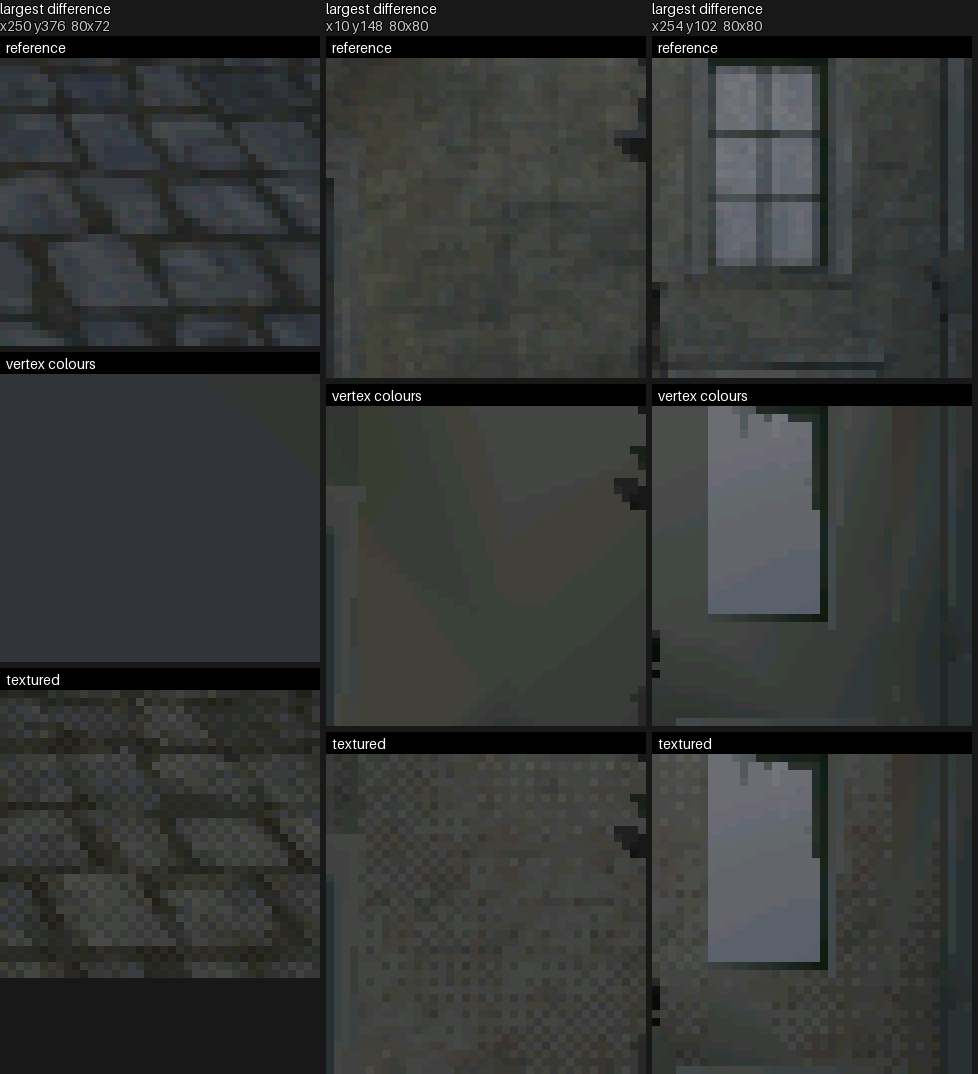 largest difference
x250 y376 80x72
reference
vertex colours
textured
largest difference
x10 y148 80x80
reference
vertex colours
textured
largest difference
x254 y102 80x80
reference
vertex colours
textured